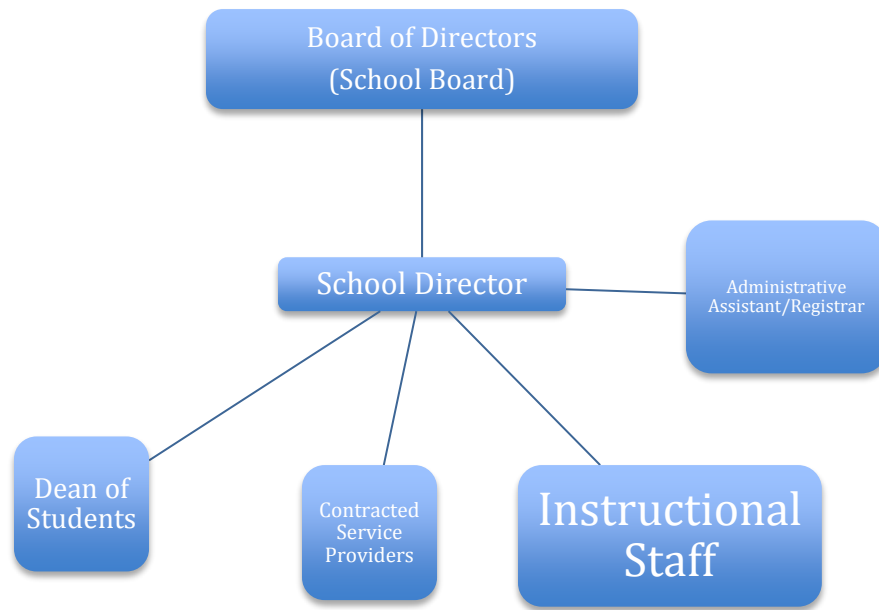 Board of Directors
(School Board)
School Director
Administrative
Assistant/Registrar
Dean of
Students
Contracted
Service
Providers
Instructional
Staff